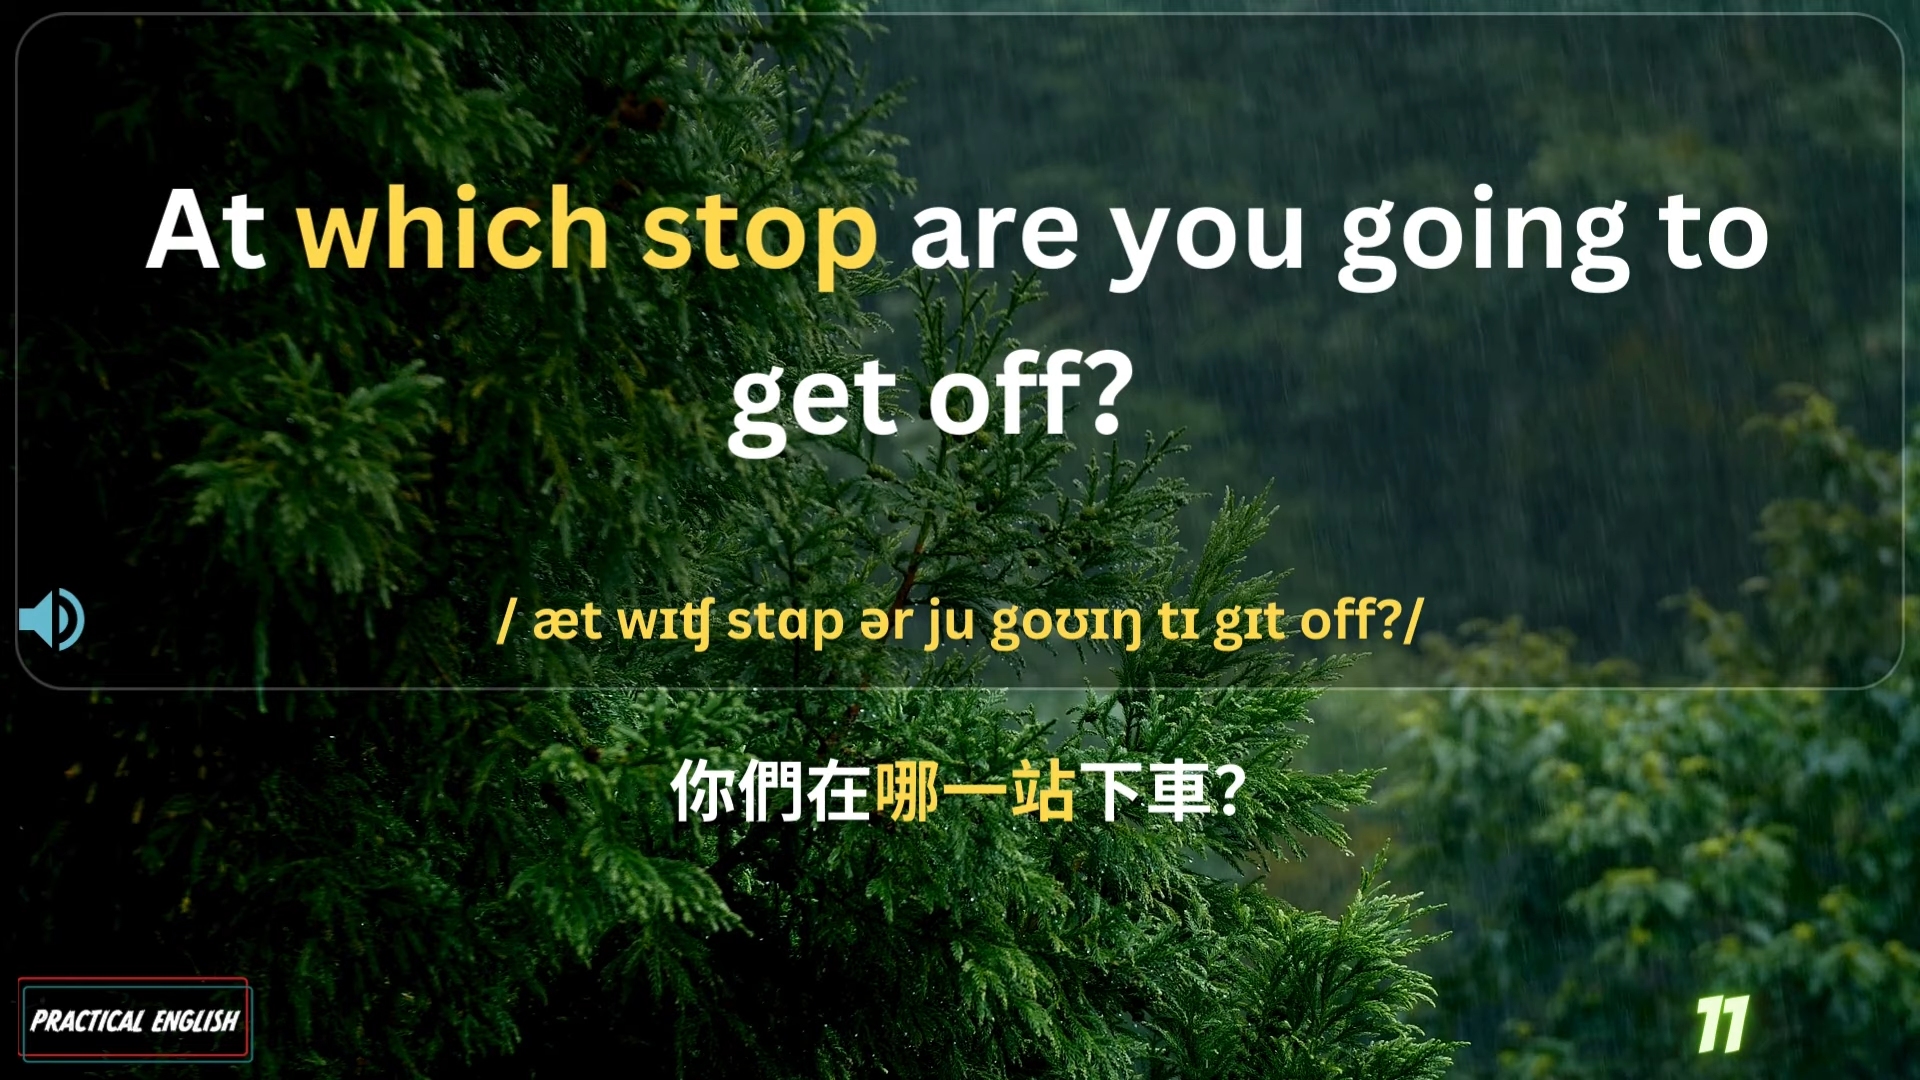 At which stop are you going to
get off?
/ æt wɪʧ stɑp ər ju goʊɪŋ tɪ gɪt off?/
你們在哪一站下車?
PRACTICAL ENGLISH
11